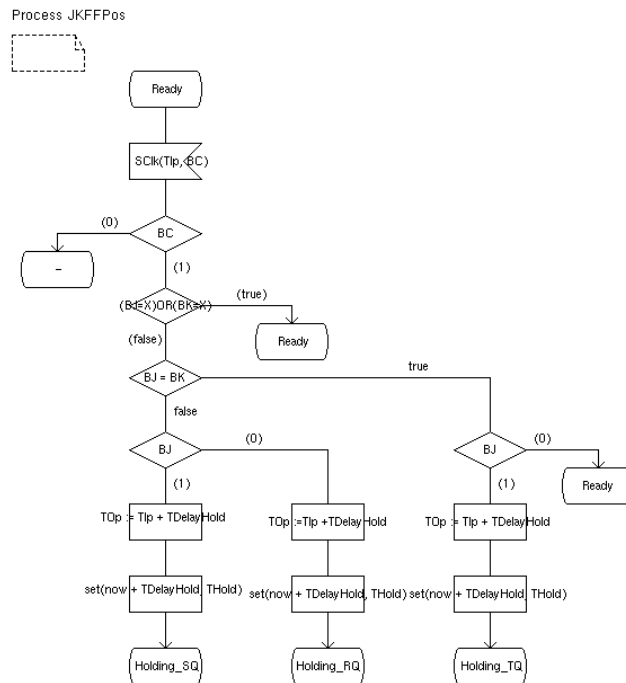 Process JKFFPos
Ready
SClk(TIp, BC)
(0)
BC
-
(1)
(BJ=X)OR(BK=X)
(true)
(false)
Ready
BJ = BK
true
false
BJ
(0)
BJ
(0)
(1)
(1)
Ready
TOp := TIp + TDelayHold
TOp :=TIp +TDelayHold
TOp := TIp + TDelayHold
set(now + TDelayHold, THold)
set(now + TDelayHold, THold)
set(now + TDelayHold, THold)
Holding_SQ
Holding_RQ
Holding_TQ